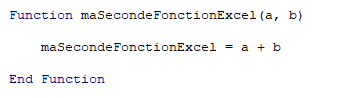 Function maSecondeFonctionExcel(a, b)
maSecondeFonctionExcel = a + b
End Function